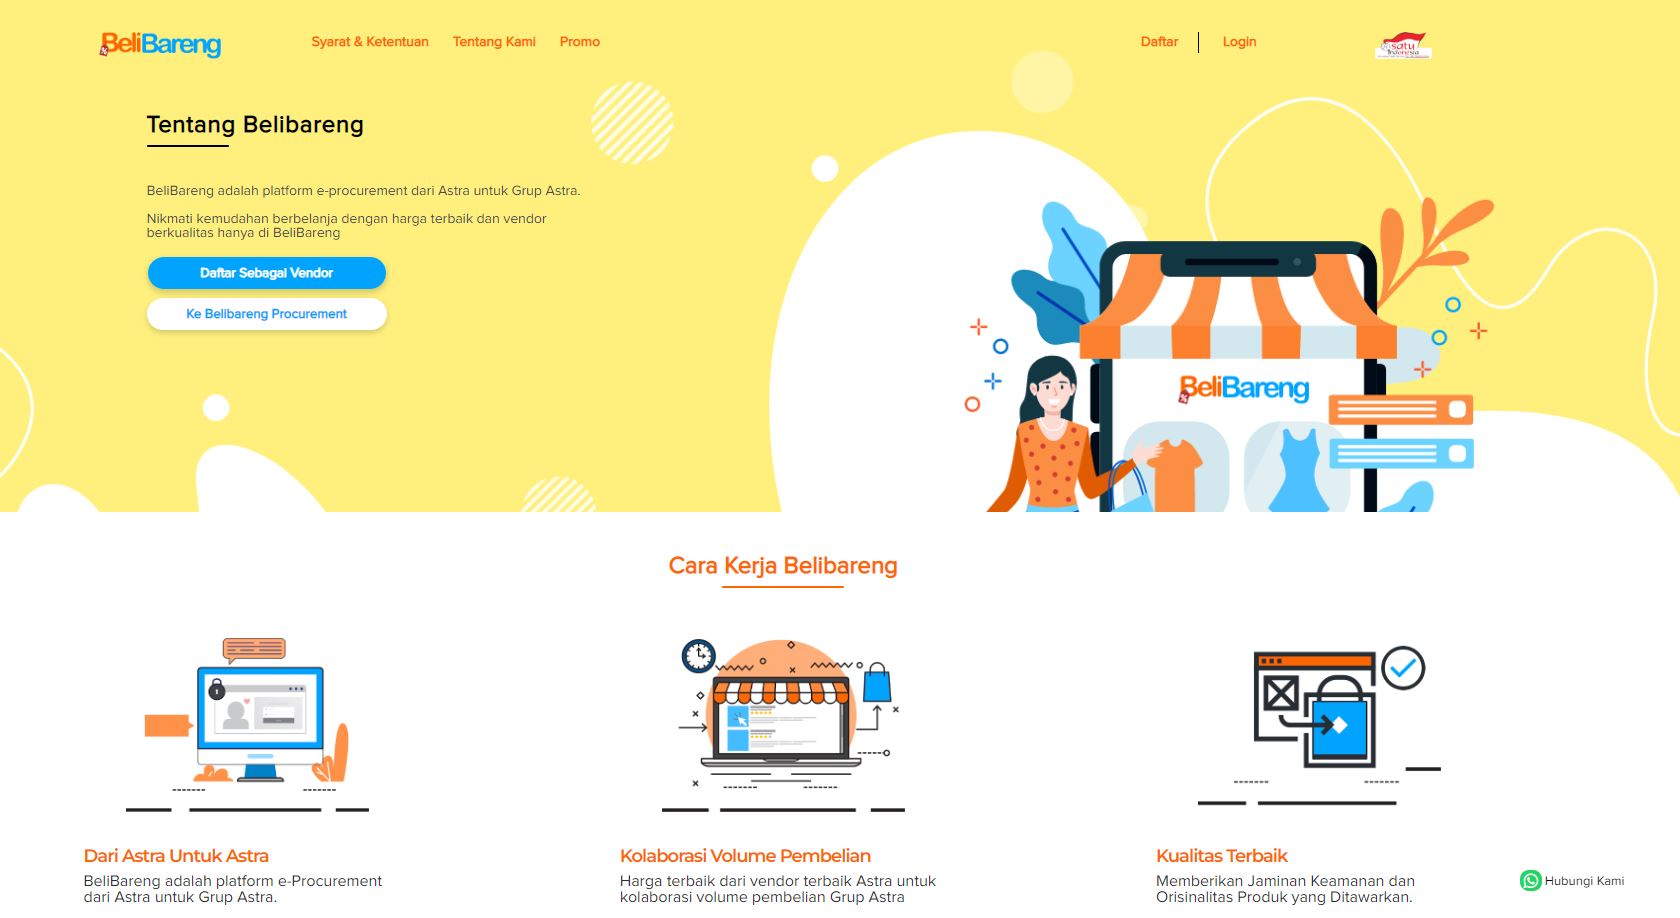 BeliBareng
Syarat & Ketentuan
Tentang Kami
Promo
Daftar
Login
satu
Indonesia
Tentang Belibareng
BeliBareng adalah platform e-procurement dari Astra untuk Grup Astra.
Nikmati kemudahan berbelanja dengan harga terbaik dan vendor
berkualitas hanya di BeliBareng
Daftar Sebagai Vendor
Ke Belibareng Procurement
BeliBareng
Cara Kerja Belibareng
Dari Astra Untuk Astra
BeliBareng adalah platform e-Procurement
dari Astra untuk Grup Astra.
Kolaborasi Volume Pembelian
Harga terbaik dari vendor terbaik Astra untuk
kolaborasi volume pembelian Grup Astra
Kualitas Terbaik
Memberikan Jaminan Keamanan dan
Orisinalitas Produk yang Ditawarkan.
Hubungi Kami